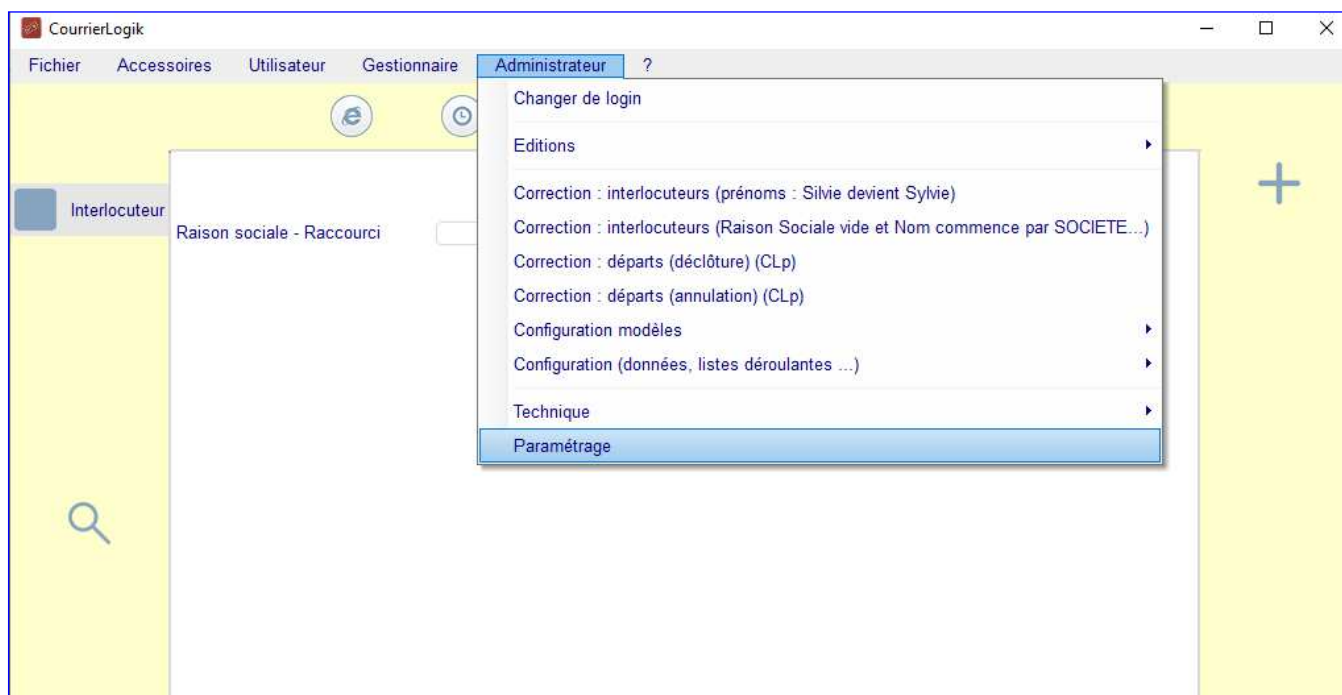 CourrierLogik
Fichier Accessoires Utilisateur Gestionnaire Administrateur ?
Changer de login
Editions
Correction : interlocuteurs (prénoms : Silvie devient Sylvie)
Interlocuteur
Correction : interlocuteurs (Raison Sociale vide et Nom commence par SOCIETE...)
Raison sociale - Raccourci
Correction : départs (déclôture) (CLp)
Correction : départs (annulation) (CLp)
Configuration modèles
Configuration (données, listes déroulantes ...)
Technique
Paramétrage